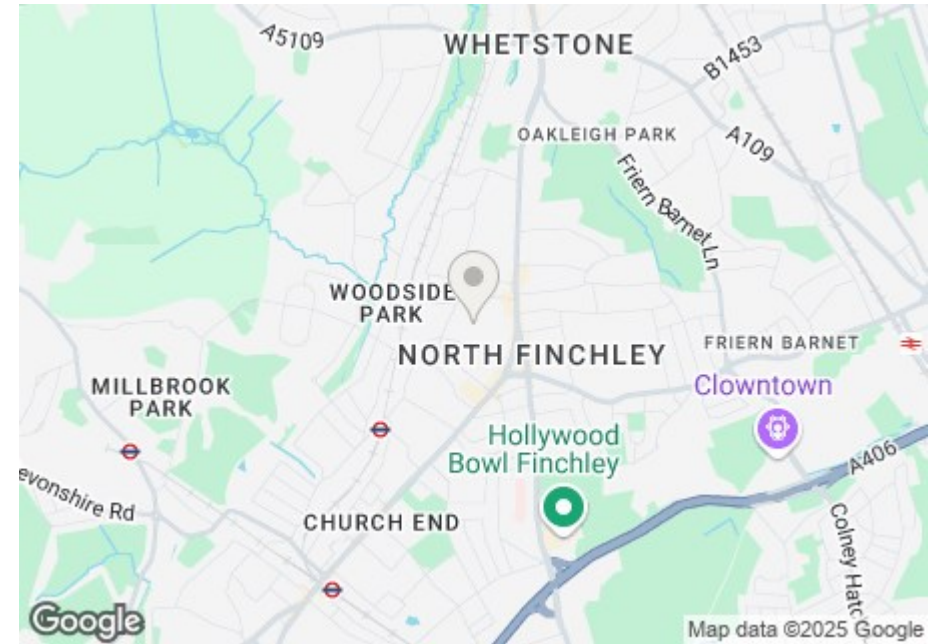 A5109
WHETSTONE
B1453
A109
OAKLEIGH PARK
Friern Barnet Ln
WOODSIDE
PARK
NORTH FINCHLEY
FRIERN BARNET
MILLBROOK
PARK
Clowntown
Hollywood
Bowl Finchley
A406
evonshire Rd
CHURCH END
Colney Hatc
Google
Map data ©2025 Google